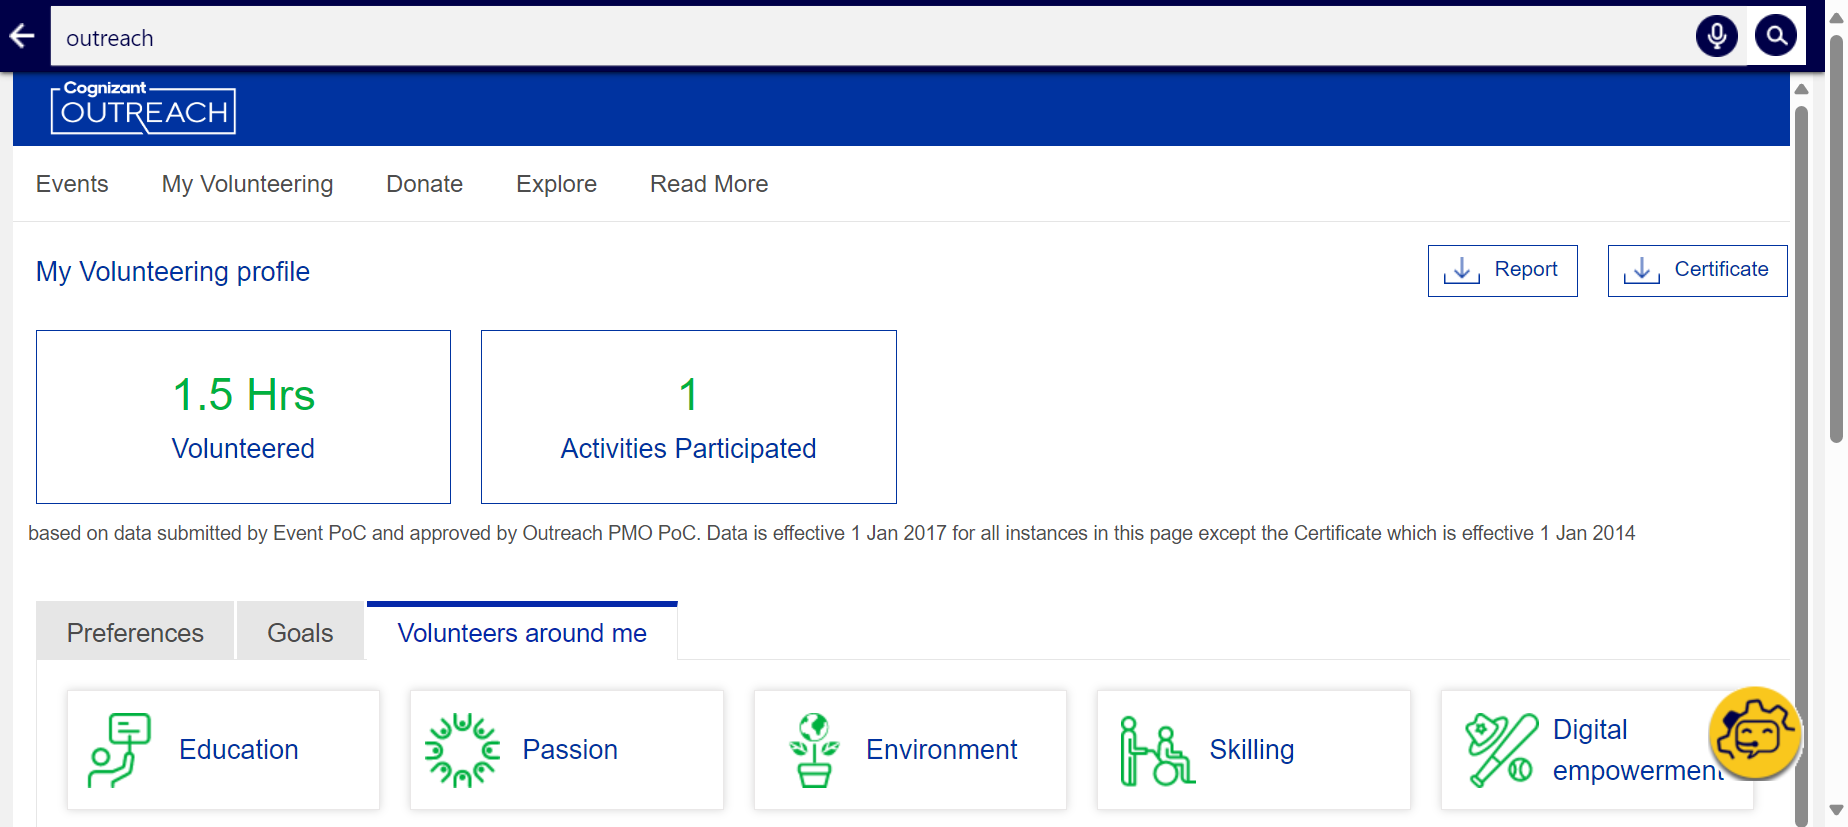 outreach
Cognizant
OUTREACH
Events My Volunteering Donate Explore Read More
My Volunteering profile
Report
Certificate
1.5 Hrs
Volunteered
1
Activities Participated
based on data submitted by Event PoC and approved by Outreach PMO PoC. Data is effective 1 Jan 2017 for all instances in this page except the Certificate which is effective 1 Jan 2014
Preferences Goals Volunteers around me
Education
Passion
Environment
Skilling
Digital
empowerment